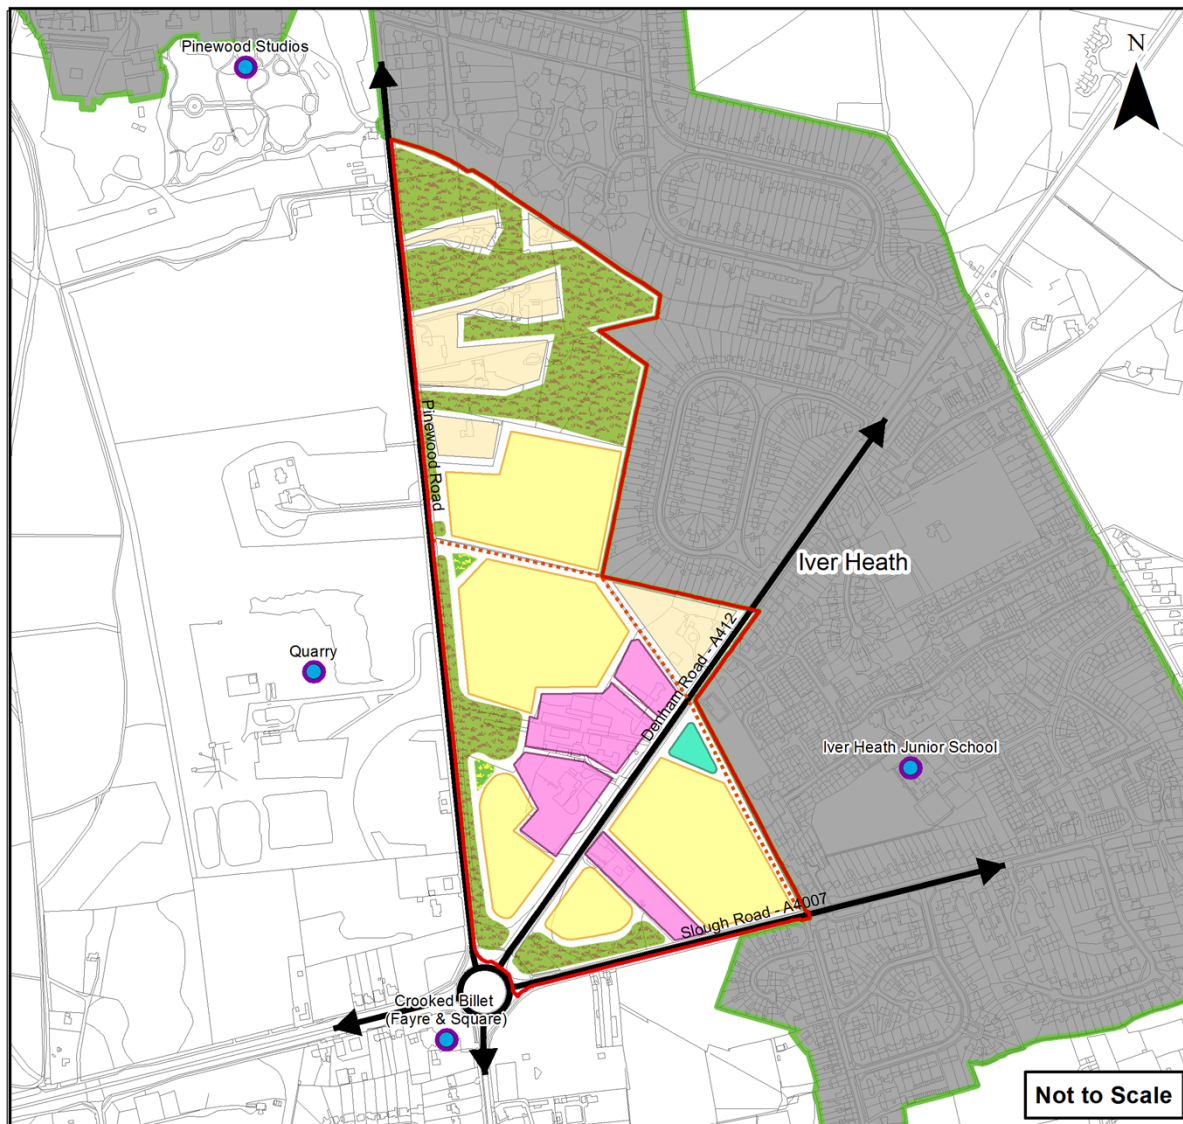 Pinewood Studios
N
Pinewood Road
Iver Heath
Denham Road - A412
Quarry
Iver Heath Junior School
Slough Road - A4007
Crooked Billet
(Fayre & Square)
Not to Scale